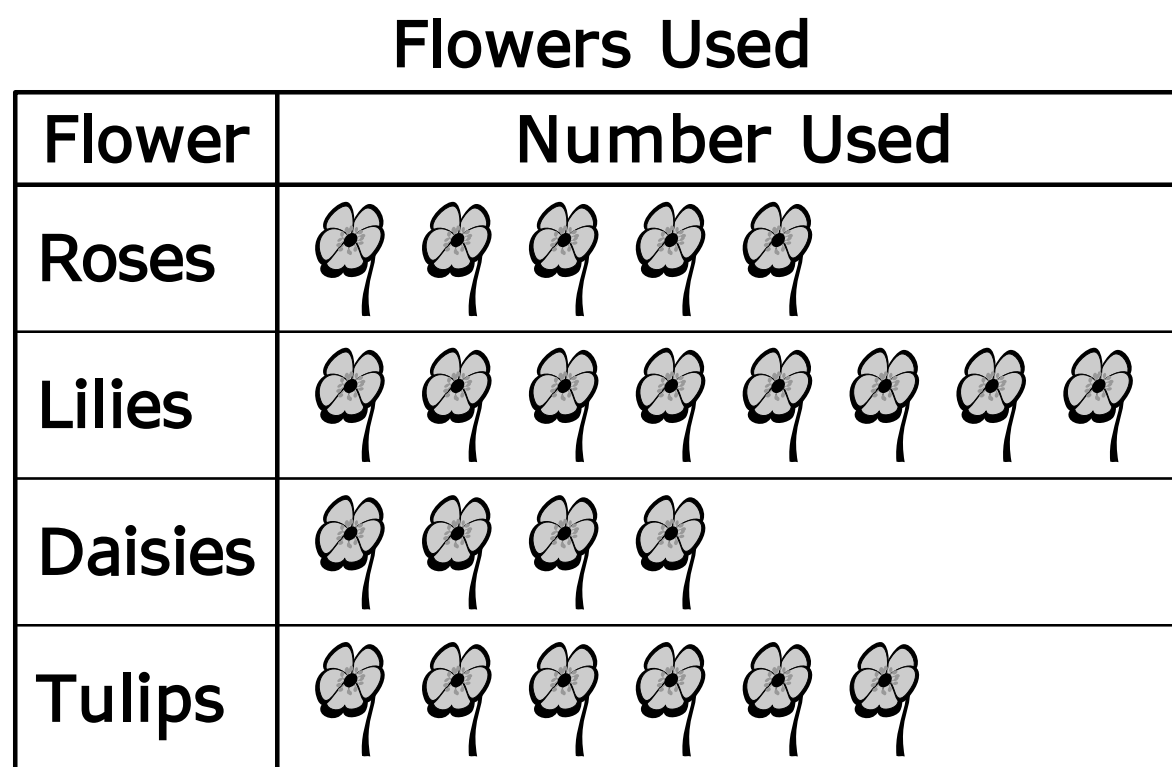 Flowers Used
Flower Number Used
Roses
Lilies
Daisies
Tulips